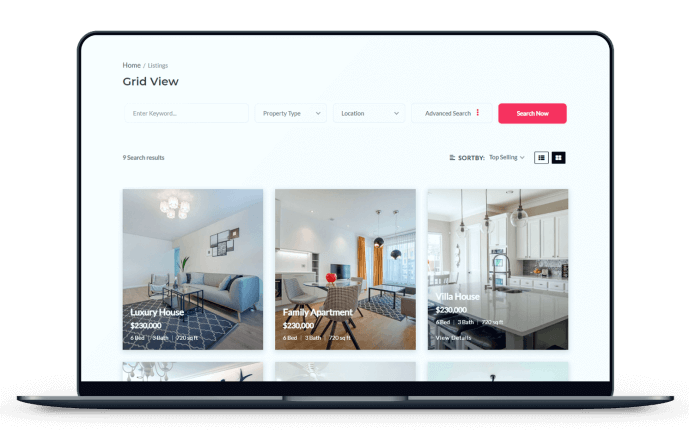 Home / Listings
Grid View
Enter Keyword...
Property Type
Location
Advanced Search
Search Now
9 Search results
SORTBY: Top Selling
Luxury House
$230,000
6 Bed | 3 Bath | 720 sq ft
Family Apartment
$230,000
6 Bed | 3 Bath | 720 sq ft
Villa House
$230,000
6 Bed | 3 Bath | 720 sq ft
View Details